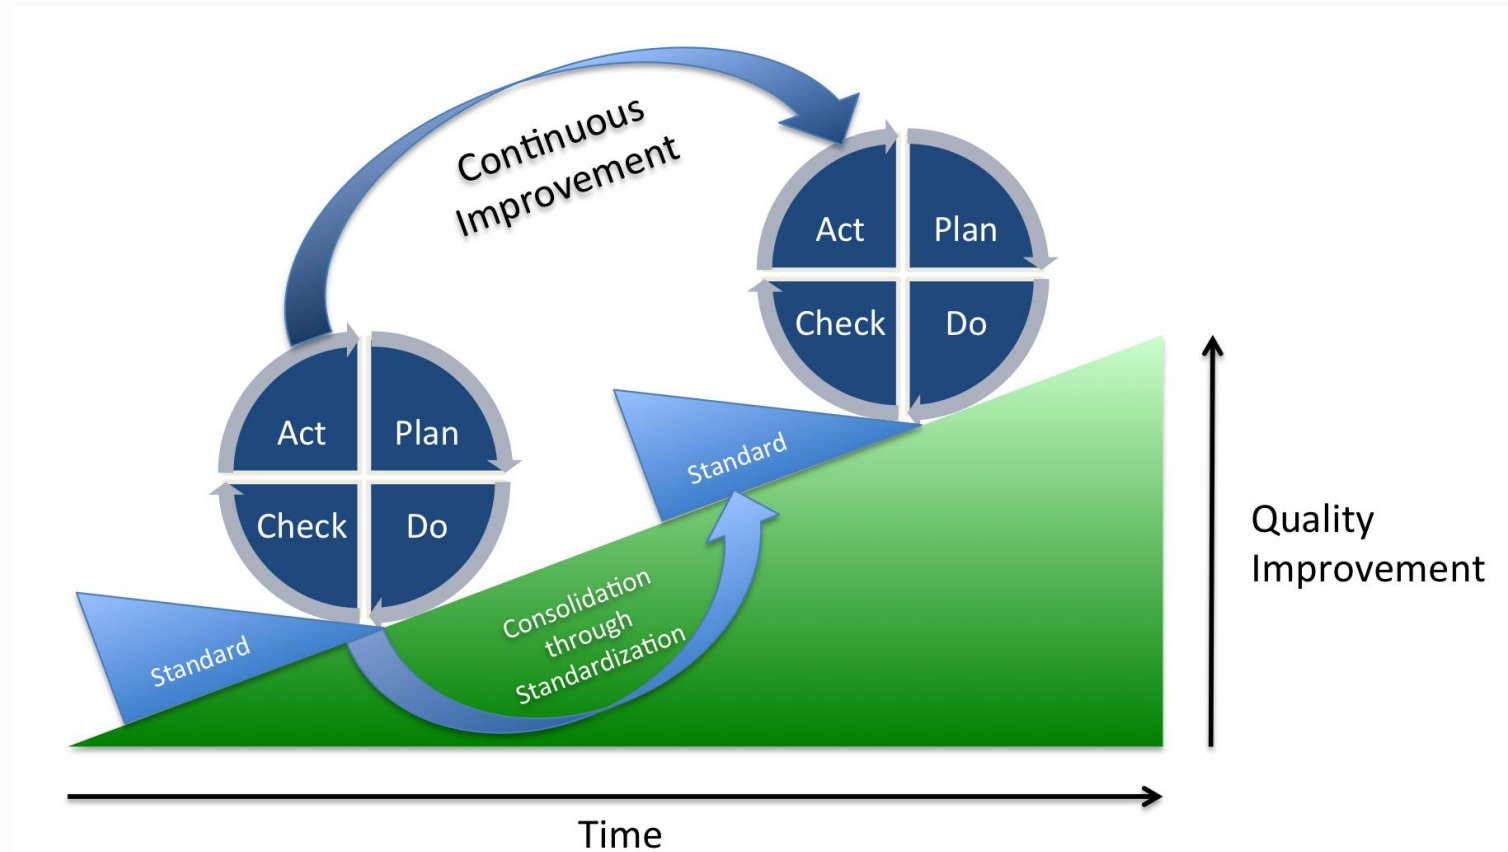 Continuous
Improvement
Act
Plan
Check
Do
Standard
Act
Plan
Check
Do
Standard
Consolidation
through
Standardization
Quality
Improvement
Time